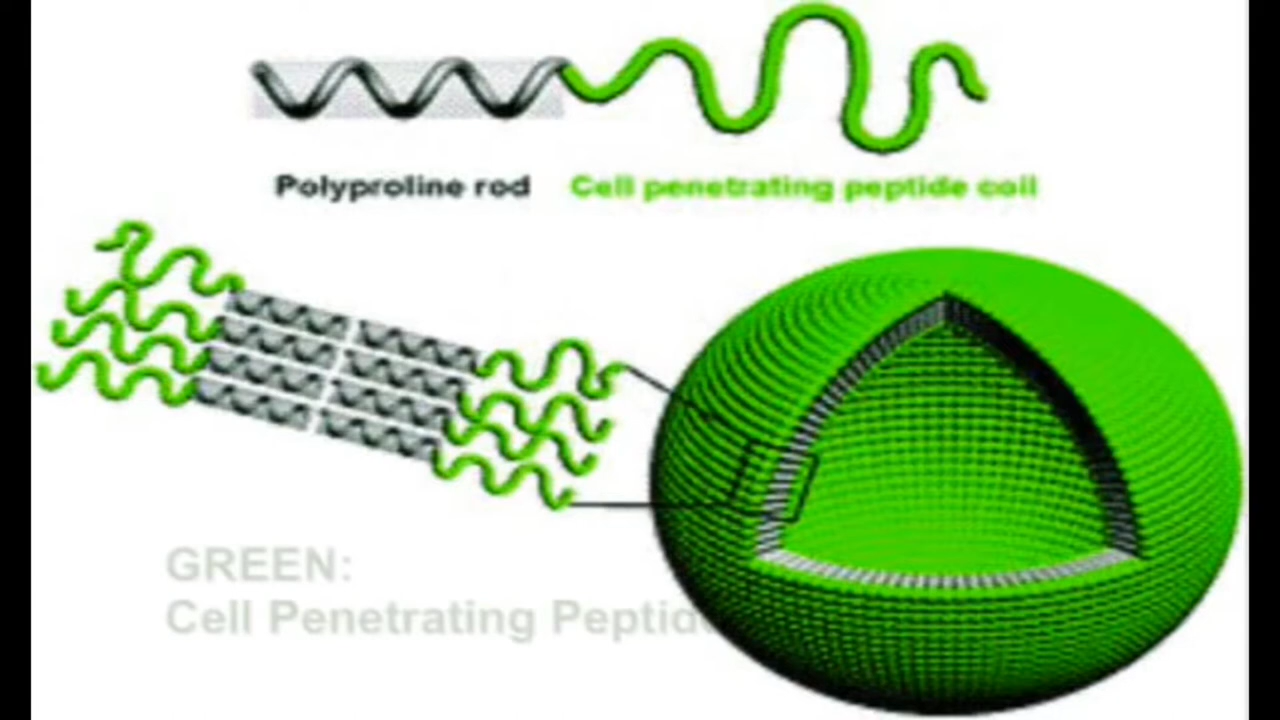 Polyproline rod Cell penetrating peptide coil
GREEN:
Cell Penetrating